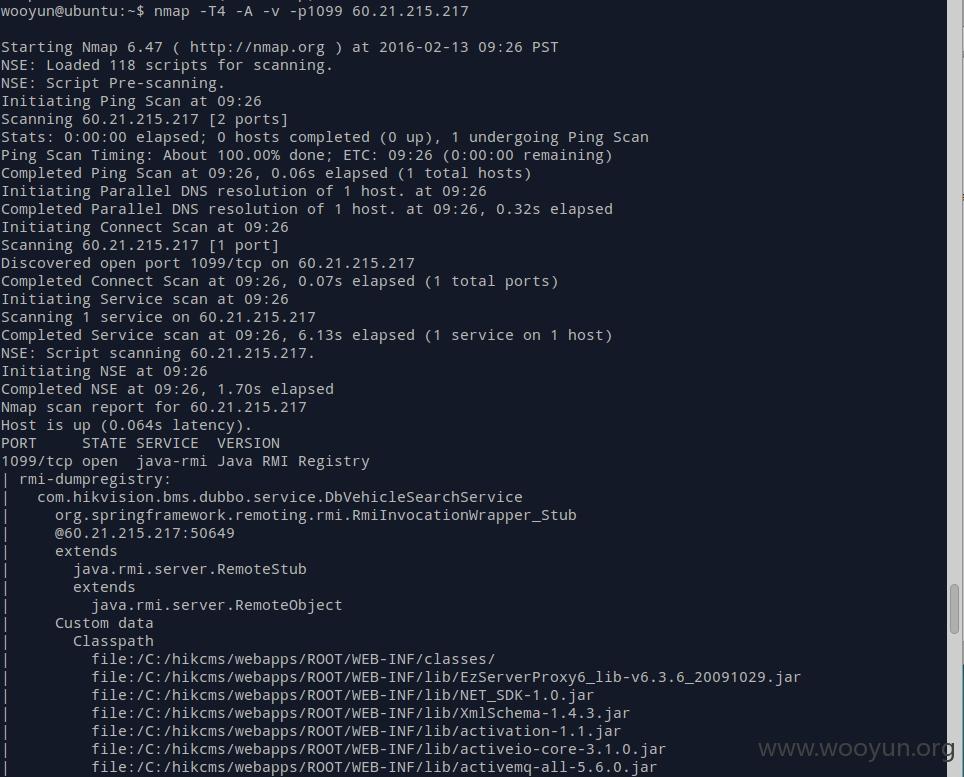 wooyun@ubuntu:~$ nmap -T4 -A -v -p1099 60.21.215.217
Starting Nmap 6.47 ( http://nmap.org ) at 2016-02-13 09:26 PST
NSE: Loaded 118 scripts for scanning.
NSE: Script Pre-scanning.
Initiating Ping Scan at 09:26
Scanning 60.21.215.217 [2 ports]
Stats: 0:00:00 elapsed; 0 hosts completed (0 up), 1 undergoing Ping Scan
Ping Scan Timing: About 100.00% done; ETC: 09:26 (0:00:00 remaining)
Completed Ping Scan at 09:26, 0.06s elapsed (1 total hosts)
Initiating Parallel DNS resolution of 1 host. at 09:26
Completed Parallel DNS resolution of 1 host. at 09:26, 0.32s elapsed
Initiating Connect Scan at 09:26
Scanning 60.21.215.217 [1 port]
Discovered open port 1099/tcp on 60.21.215.217
Completed Connect Scan at 09:26, 0.07s elapsed (1 total ports)
Initiating Service scan at 09:26
Scanning 1 service on 60.21.215.217
Completed Service scan at 09:26, 6.13s elapsed (1 service on 1 host)
NSE: Script scanning 60.21.215.217.
Initiating NSE at 09:26
Completed NSE at 09:26, 1.70s elapsed
Nmap scan report for 60.21.215.217
Host is up (0.064s latency).
PORT     STATE SERVICE  VERSION
1099/tcp open  java-rmi Java RMI Registry
| rmi-dumpregistry:
|   com.hikvision.bms.dubbo.service.DbVehicleSearchService
|     org.springframework.remoting.rmi.RmiInvocationWrapper_Stub
|     @60.21.215.217:50649
|     extends
|       java.rmi.server.RemoteStub
|       extends
|         java.rmi.server.RemoteObject
|     Custom data
|       Classpath
|         file:/C:/hikcms/webapps/ROOT/WEB-INF/classes/
|         file:/C:/hikcms/webapps/ROOT/WEB-INF/lib/EzServerProxy6_lib-v6.3.6_20091029.jar
|         file:/C:/hikcms/webapps/ROOT/WEB-INF/lib/NET_SDK-1.0.jar
|         file:/C:/hikcms/webapps/ROOT/WEB-INF/lib/XmlSchema-1.4.3.jar
|         file:/C:/hikcms/webapps/ROOT/WEB-INF/lib/activation-1.1.jar
|         file:/C:/hikcms/webapps/ROOT/WEB-INF/lib/activeio-core-3.1.0.jar
|         file:/C:/hikcms/webapps/ROOT/WEB-INF/lib/activemq-all-5.6.0.jar
www.wooyun.org